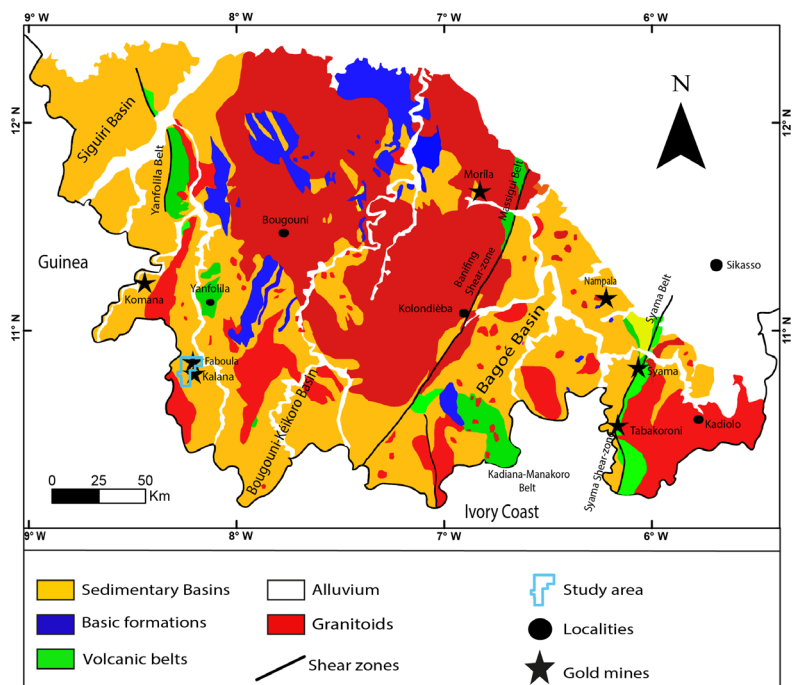 9° W
8° W
7° W
6° W
12° N
12° N
N
Siguiri Basin
Yanfolila Belt
Morila
Massigui Belt
Bougouni
Guinea
Banifing
Shear-zone
Sikasso
Komana
Yanfolila
Nampala
Syama Belt
11° N
11° N
Kolondièba
Bagoé Basin
Faboula
Kalana
Syama
Bougouni-Kéikoro Basin
Tabakoroni
Kadiolo
Kadiana-Manakoro
Belt
Syama Shear-zone
0 25 50
Km
Ivory Coast
9° W
8° W
7° W
6° W
Sedimentary Basins
Alluvium
Study area
Basic formations
Granitoids
Localities
Volcanic belts
Shear zones
Gold mines